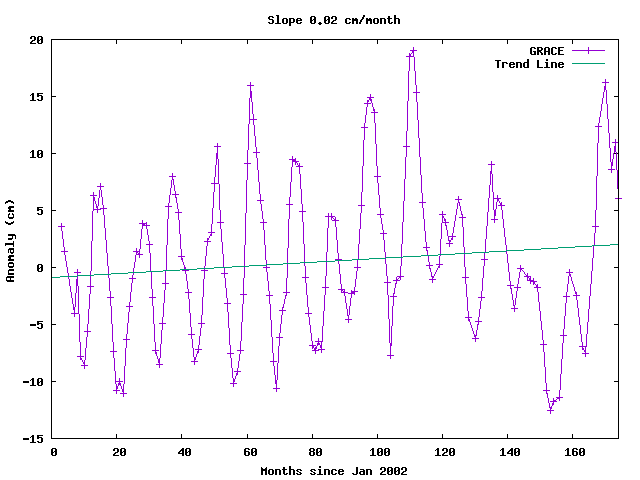 Slope 0.02 cm/month
GRACE
Trend Line
20
15
10
5
0
-5
-10
-15
Anomaly (cm)
0 20 40 60 80 100 120 140 160
Months since Jan 2002